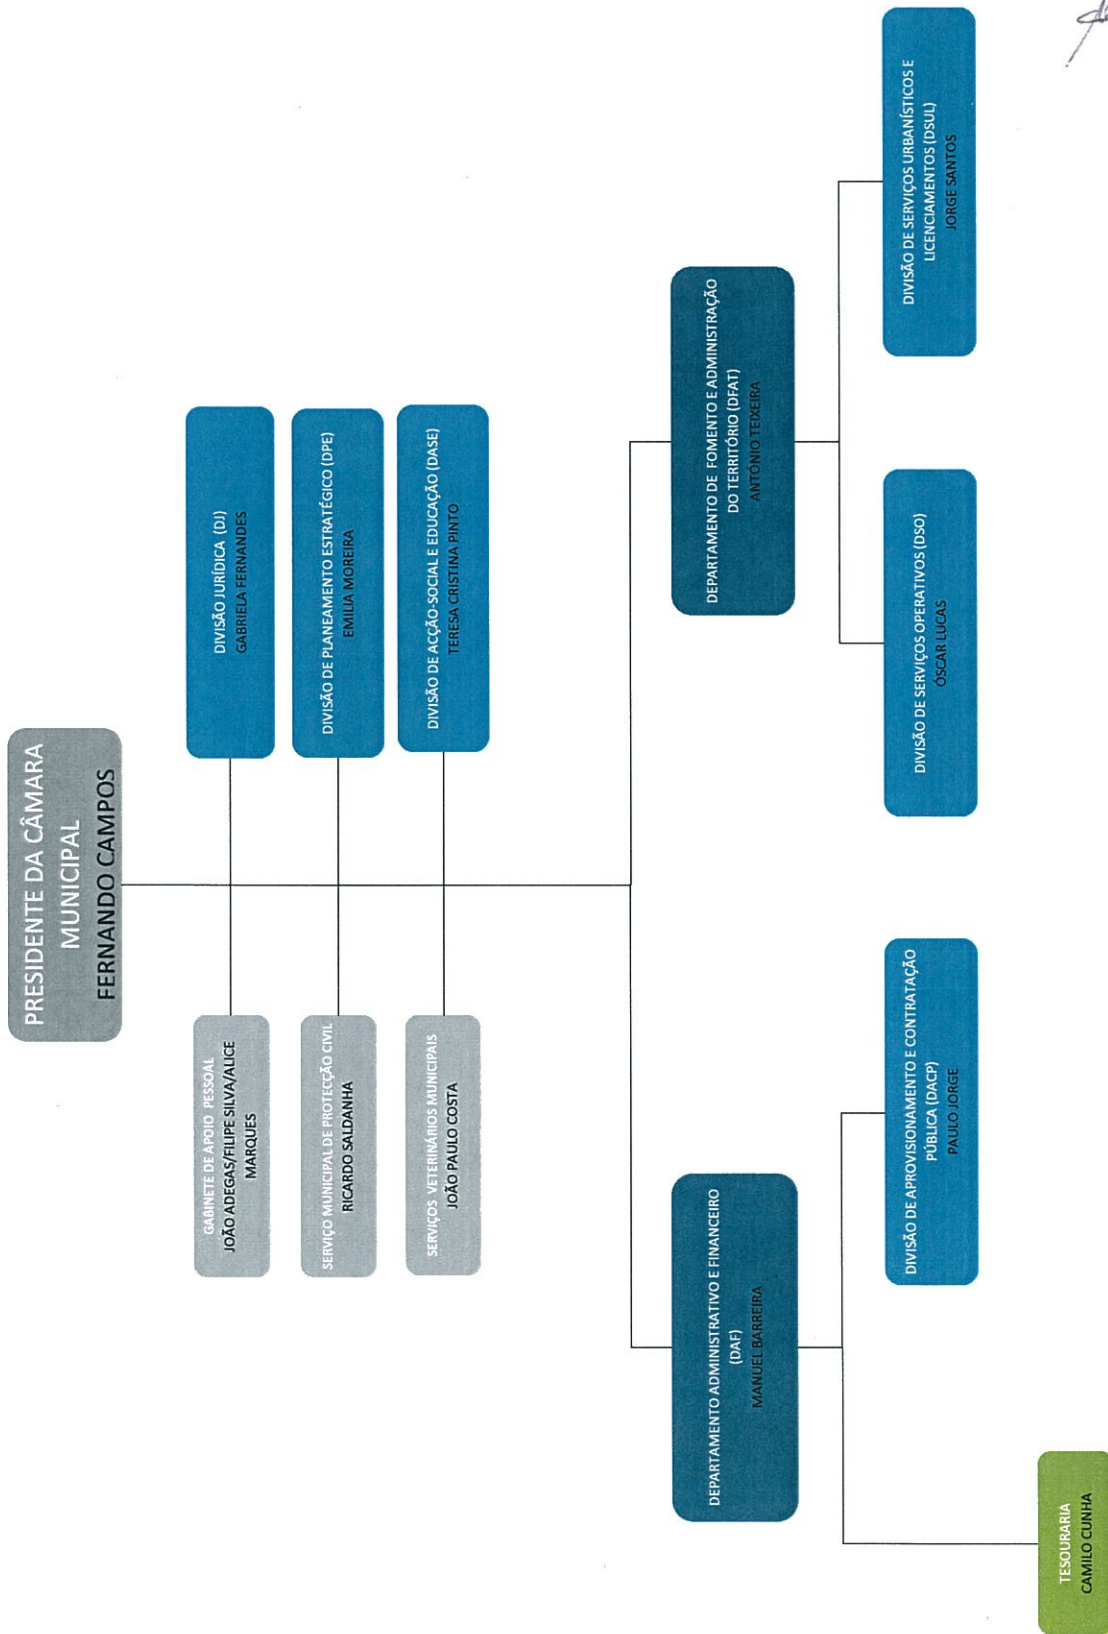 PRESIDENTE DA CÂMARA
MUNICIPAL
FERNANDO CAMPOS
GABINETE DE APOIO PESSOAL
JOÃO ADEGAS/FILIPE SILVA/ALICE
MARQUES
DIVISÃO JURÍDICA (DJ)
GABRIELA FERNANDES
SERVIÇO MUNICIPAL DE PROTECÇÃO CIVIL
RICARDO SALDANHA
DIVISÃO DE PLANEAMENTO ESTRATÉGICO (DPE)
EMILIA MOREIRA
SERVIÇOS VETERINÁRIOS MUNICIPAIS
JOÃO PAULO COSTA
DIVISÃO DE ACÇÃO-SOCIAL E EDUCAÇÃO (DASE)
TERESA CRISTINA PINTO
DEPARTAMENTO ADMINISTRATIVO E FINANCEIRO
(DAF)
MANUEL BARREIRA
DEPARTAMENTO DE FOMENTO E ADMINISTRAÇÃO
DO TERRITÓRIO (DFAT)
ANTÓNIO TEIXEIRA
DIVISÃO DE APROVISIONAMENTO E CONTRATAÇÃO
PÚBLICA (DACP)
PAULO JORGE
DIVISÃO DE SERVIÇOS OPERATIVOS (DSO)
ÓSCAR LUCAS
DIVISÃO DE SERVIÇOS URBANÍSTICOS E
LICENCIAMENTOS (DSUL)
JORGE SANTOS
TESOURARIA
CAMILO CUNHA